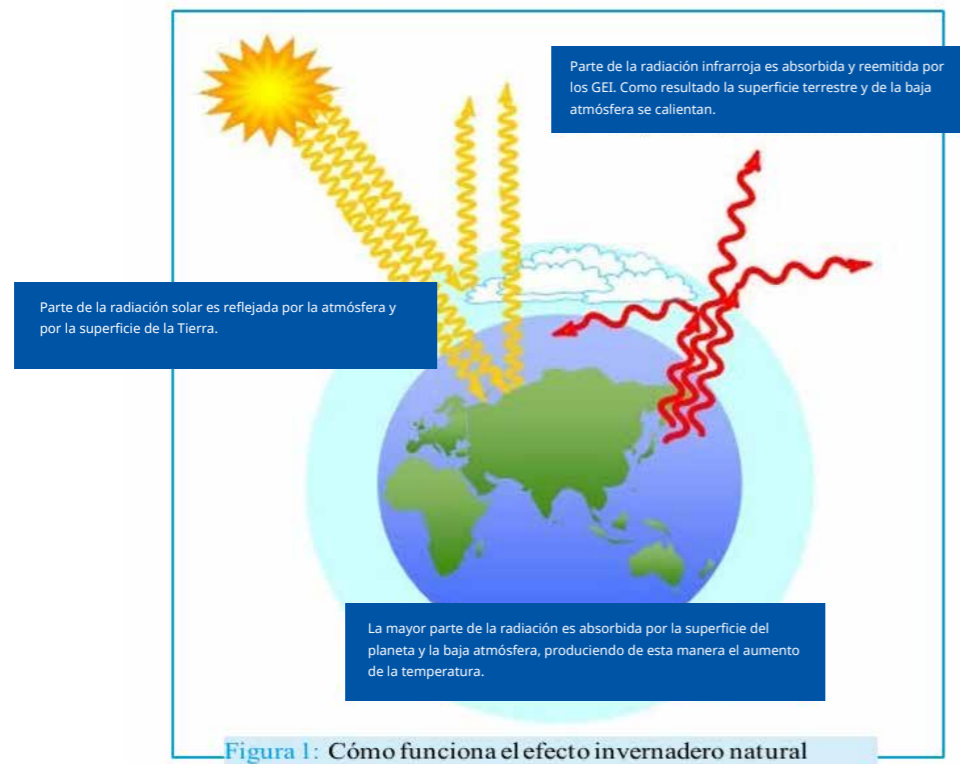 Parte de la radiación infrarroja es absorbida y reemitida por
los GEI. Como resultado la superficie terrestre y de la baja
atmósfera se calientan.
Parte de la radiación solar es reflejada por la atmósfera y
por la superficie de la Tierra.
La mayor parte de la radiación es absorbida por la superficie del
planeta y la baja atmósfera, produciendo de esta manera el aumento
de la temperatura.
Figura 1: Cómo funciona el efecto invernadero natural